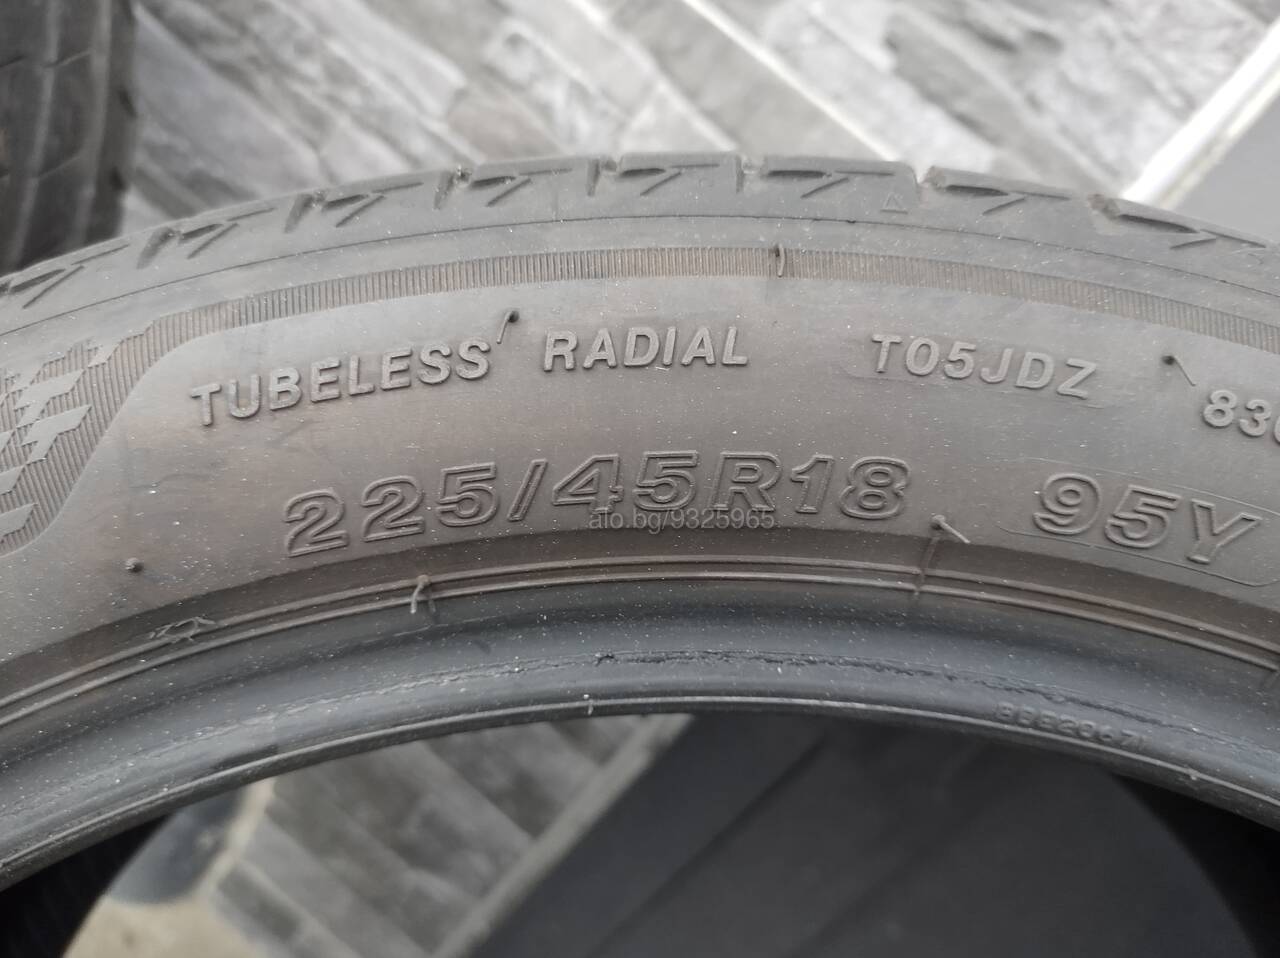 TUBELESS RADIAL T05JDZ
225/45R18 95Y
alo.bg/9325965